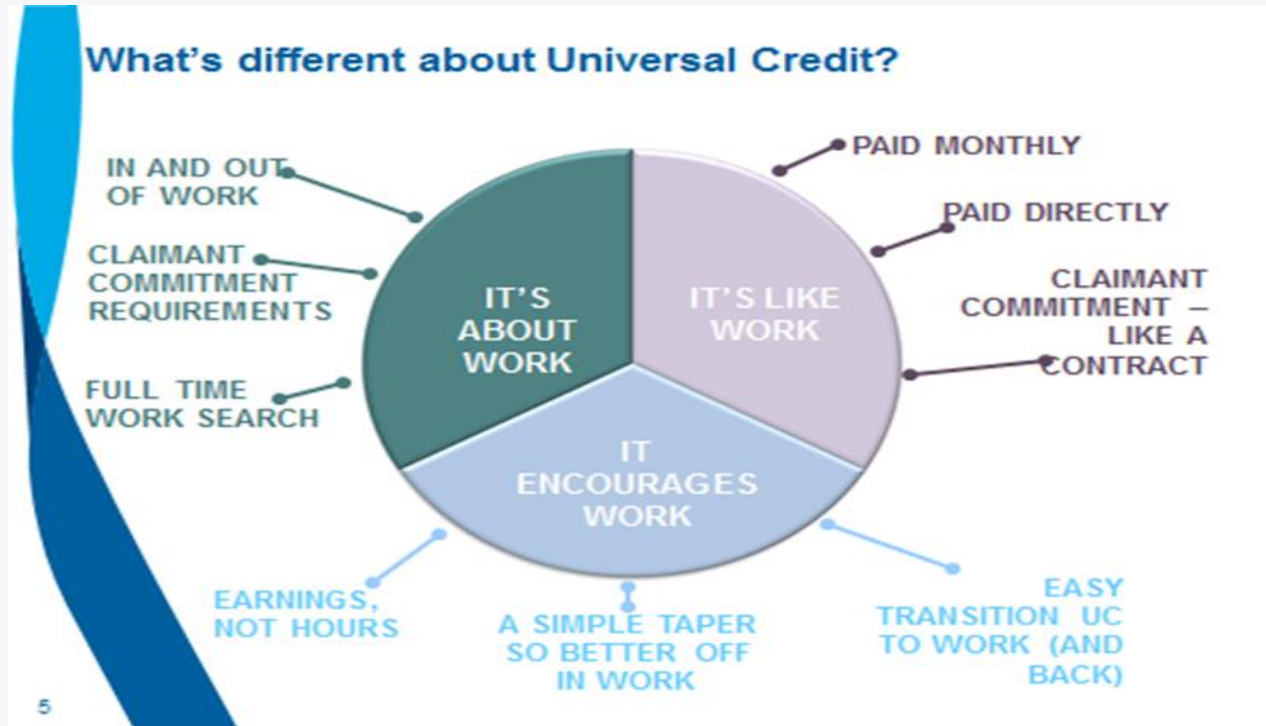 What's different about Universal Credit?
IN AND OUT
OF WORK
CLAIMANT
COMMITMENT
REQUIREMENTS
FULL TIME
WORK SEARCH
IT'S
ABOUT
WORK
IT'S LIKE
WORK
PAID MONTHLY
PAID DIRECTLY
CLAIMANT
COMMITMENT –
LIKE A
CONTRACT
IT
ENCOURAGES
WORK
EARNINGS,
NOT HOURS
A SIMPLE TAPER
SO BETTER OFF
IN WORK
EASY
TRANSITION UC
TO WORK (AND
BACK)
5